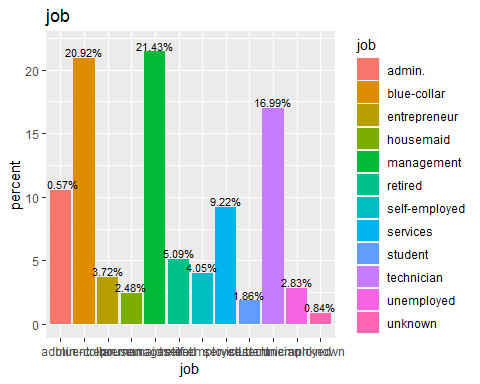 job
21.43%
20.92%
16.99%
0.57%
9.22%
5.09%
4.05%
3.72%
2.48%
2.83%
1.86%
0.84%
20
15
10
5
0
percent
job
job
admin.
blue-collar
entrepreneur
housemaid
management
retired
self-employed
services
student
technician
unemployed
unknown